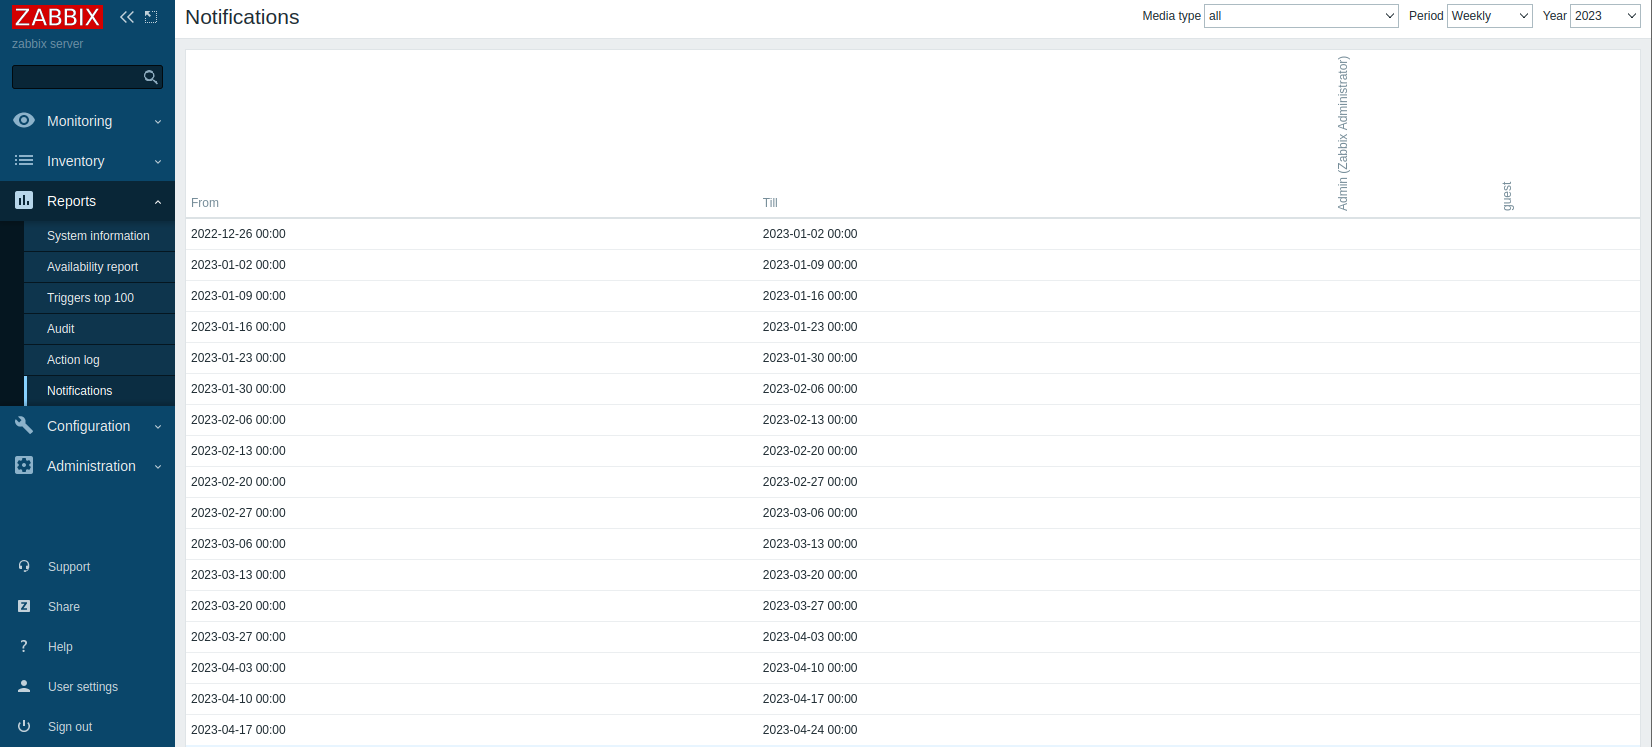 ZABBIX
zabbix server
Monitoring
Inventory
Reports
System information
Availability report
Triggers top 100
Audit
Action log
Notifications
Configuration
Administration
Support
Share
Help
User settings
Sign out
Notifications
Media type all Period Weekly Year 2023
From Till Admin (Zabbix Administrator) guest
2022-12-26 00:00 2023-01-02 00:00
2023-01-02 00:00 2023-01-09 00:00
2023-01-09 00:00 2023-01-16 00:00
2023-01-16 00:00 2023-01-23 00:00
2023-01-23 00:00 2023-01-30 00:00
2023-01-30 00:00 2023-02-06 00:00
2023-02-06 00:00 2023-02-13 00:00
2023-02-13 00:00 2023-02-20 00:00
2023-02-20 00:00 2023-02-27 00:00
2023-02-27 00:00 2023-03-06 00:00
2023-03-06 00:00 2023-03-13 00:00
2023-03-13 00:00 2023-03-20 00:00
2023-03-20 00:00 2023-03-27 00:00
2023-03-27 00:00 2023-04-03 00:00
2023-04-03 00:00 2023-04-10 00:00
2023-04-10 00:00 2023-04-17 00:00
2023-04-17 00:00 2023-04-24 00:00